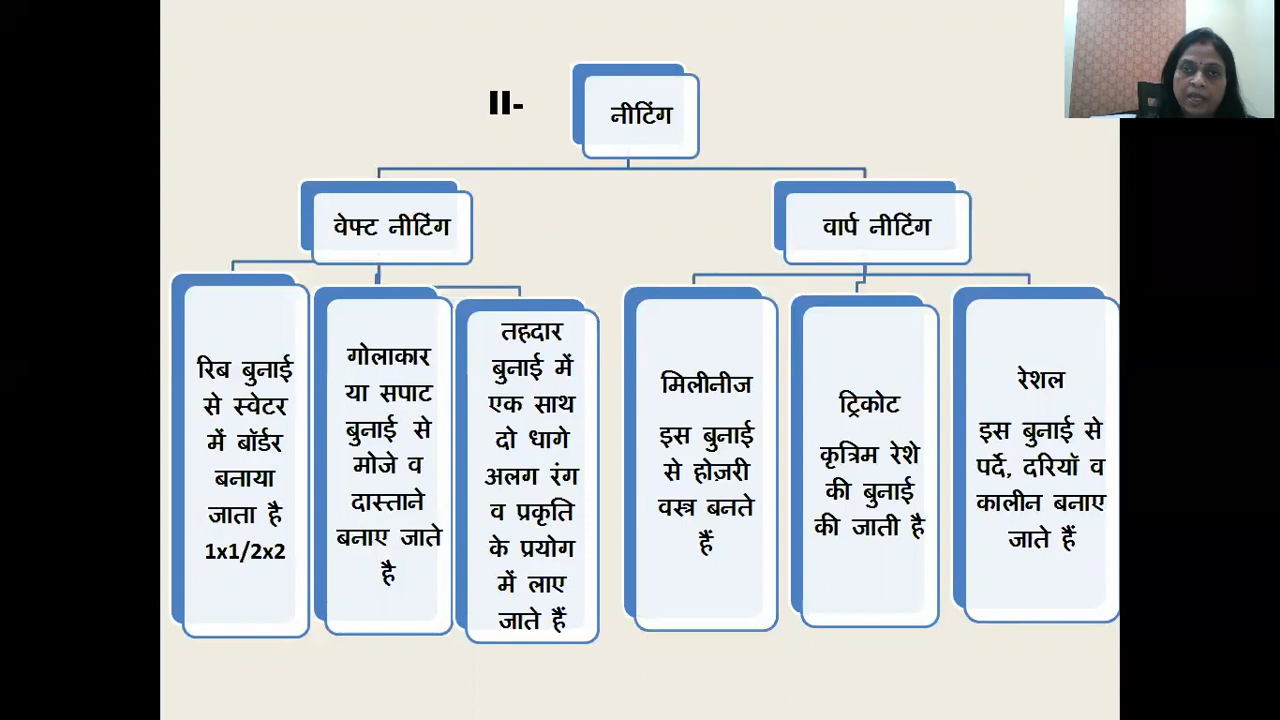 II-
नीटिंग
वेफ्ट नीटिंग
वार्प नीटिंग
रिब बुनाई
से स्वेटर
में बॉर्डर
बनाया
जाता है
1x1/2x2
गोलाकार
या सपाट
बुनाई से
मोजे व
दास्ताने
बनाए जाते
है
तहदार
बुनाई में
एक साथ
दो धागे
अलग रंग
व प्रकृति
के प्रयोग
में लाए
जाते हैं
मिलीनीज
इस बुनाई
से होज़री
वस्त्र बनते
हैं
ट्रिकोट
कृत्रिम रेशे
की बुनाई
की जाती है
रेशल
इस बुनाई से
पर्दे, दरियॉ व
कालीन बनाए
जाते हैं